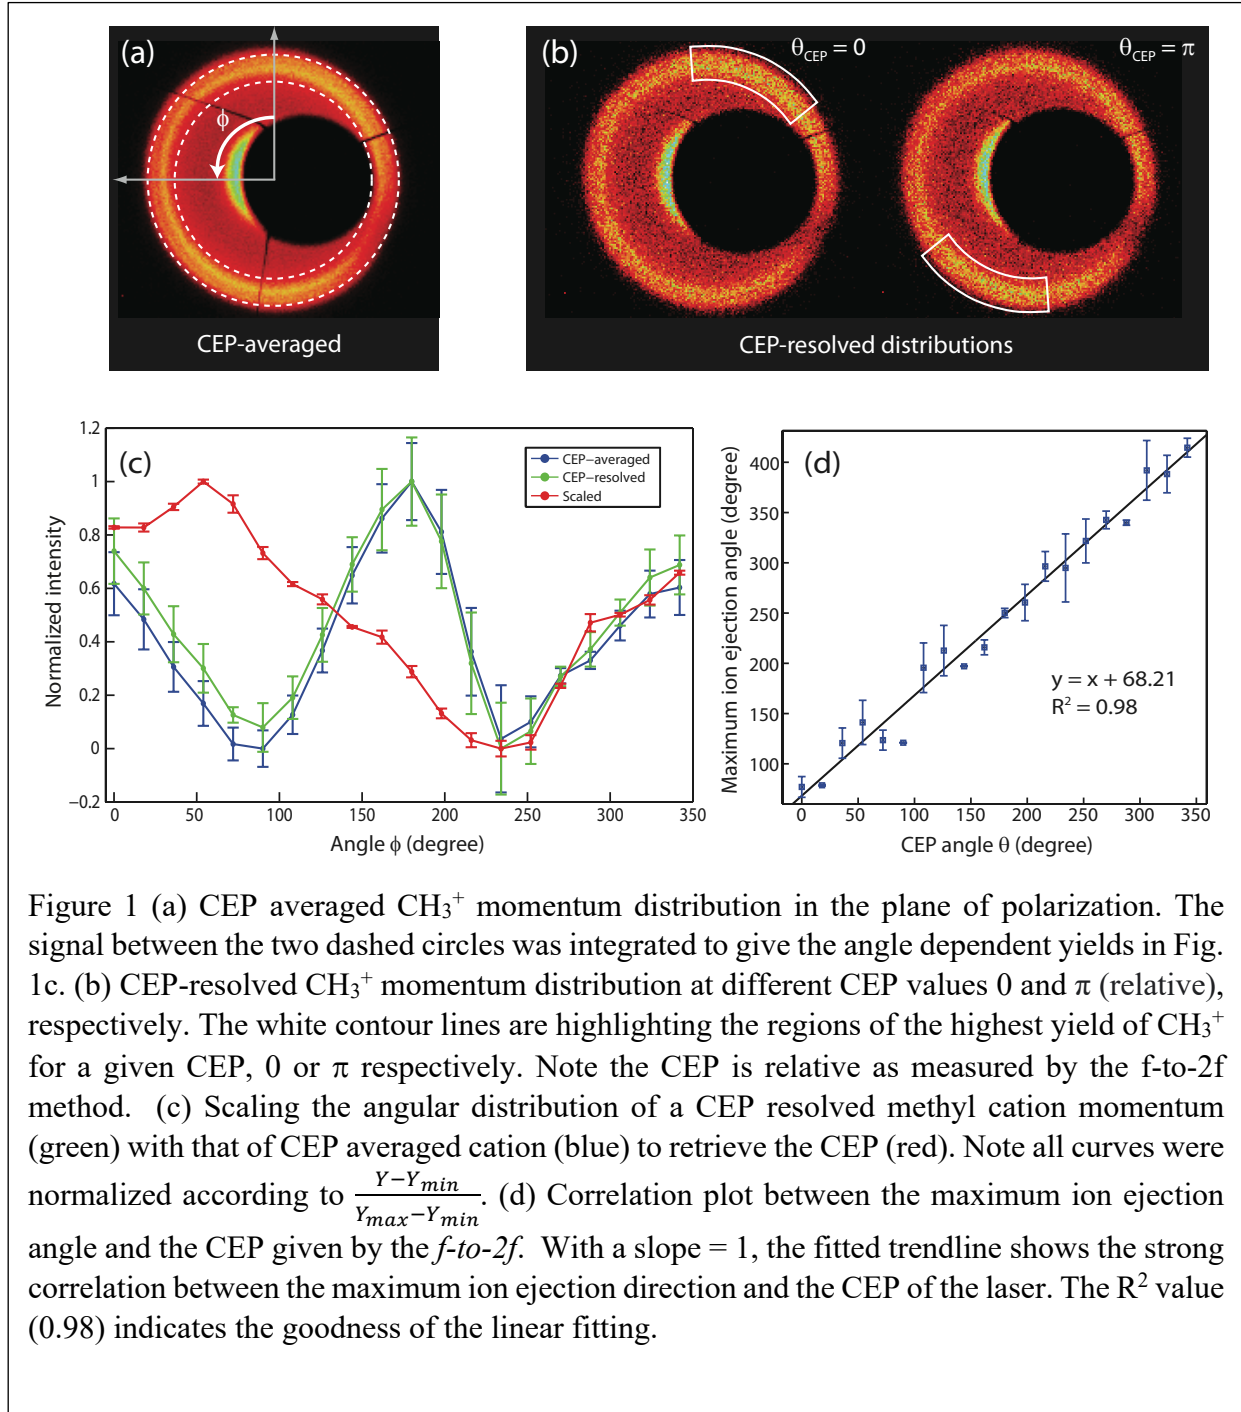 (a)
ϕ
CEP-averaged
(b)
θCEP = 0
θCEP = π
CEP-resolved distributions
(c)
CEP−averaged
CEP−resolved
Scaled
1.2
1
0.8
0.6
0.4
0.2
0
−0.2
Normalized intensity
0 50 100 150 200 250 300 350
Angle ϕ (degree)
(d)
400
350
300
250
200
150
100
Maximum ion ejection angle (degree)
y = x + 68.21
R² = 0.98
0 50 100 150 200 250 300 350
CEP angle θ (degree)
Figure 1 (a) CEP averaged CH₃⁺ momentum distribution in the plane of polarization. The
signal between the two dashed circles was integrated to give the angle dependent yields in Fig.
1c. (b) CEP-resolved CH₃⁺ momentum distribution at different CEP values 0 and π (relative),
respectively. The white contour lines are highlighting the regions of the highest yield of CH₃⁺
for a given CEP, 0 or π respectively. Note the CEP is relative as measured by the f-to-2f
method. (c) Scaling the angular distribution of a CEP resolved methyl cation momentum
(green) with that of CEP averaged cation (blue) to retrieve the CEP (red). Note all curves were
normalized according to (Y−Ymin)/(Ymax−Ymin). (d) Correlation plot between the maximum ion ejection
angle and the CEP given by the f-to-2f. With a slope = 1, the fitted trendline shows the strong
correlation between the maximum ion ejection direction and the CEP of the laser. The R² value
(0.98) indicates the goodness of the linear fitting.